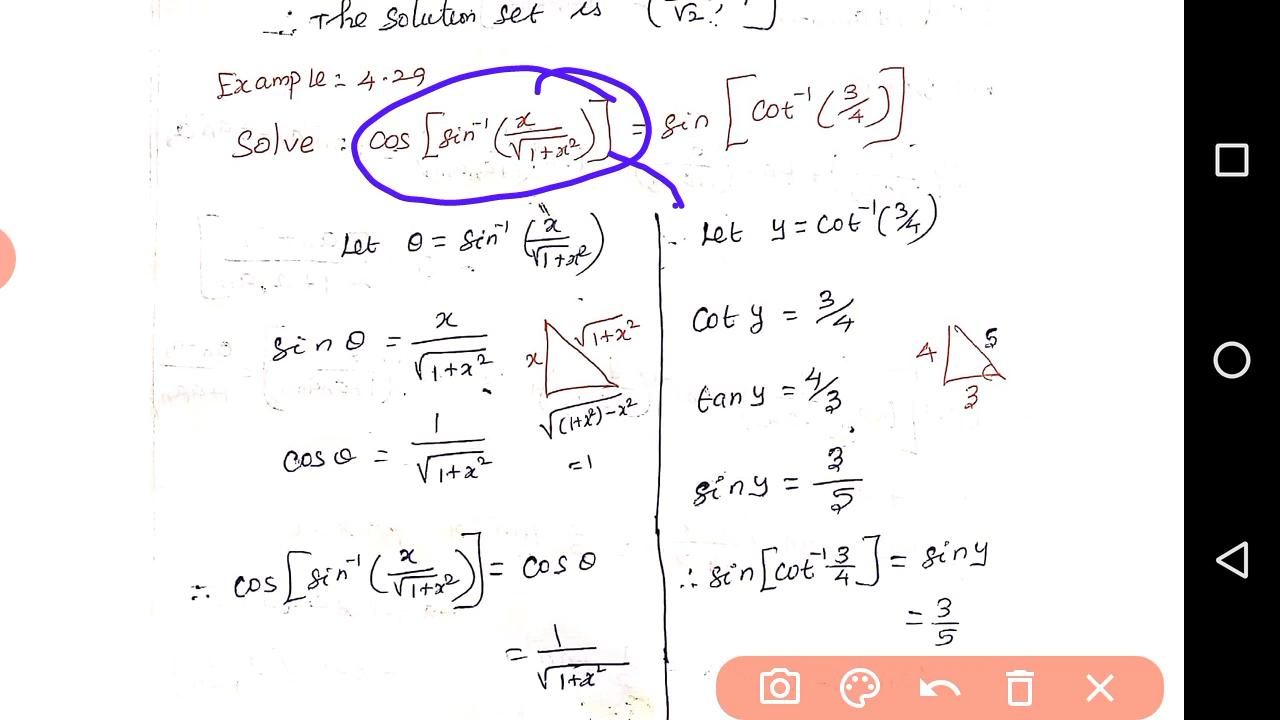 ∴ The solution set is (1/√2, 1]
Example: 4.29
Solve : cos [sin⁻¹ (x/√1+x²)] = sin [cot⁻¹ (3/4)]
Let θ = sin⁻¹ (x/√1+x²)
sin θ = x/√1+x²
x
√1+x²
√(1+x²)-x²
=1
cos θ = 1/√1+x²
∴ cos [sin⁻¹ (x/√1+x²)] = cos θ
= 1/√1+x²
Let y = cot⁻¹ (3/4)
cot y = 3/4
4
5
3
tan y = 4/3
sin y = 3/5
∴ sin [cot⁻¹ 3/4] = sin y
= 3/5